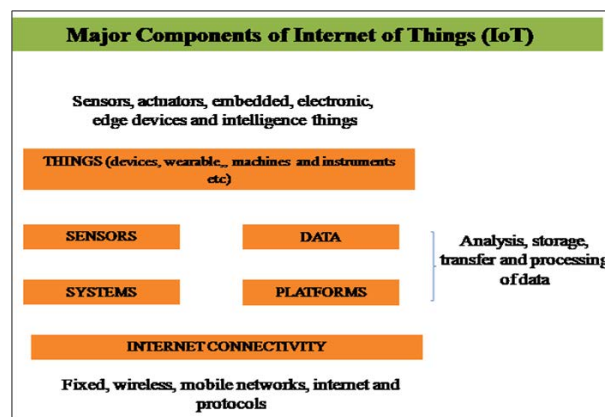 Major Components of Internet of Things (IoT)
Sensors, actuators, embedded, electronic,
edge devices and intelligence things
THINGS (devices, wearable,, machines and instruments
etc)
SENSORS
DATA
SYSTEMS
PLATFORMS
Analysis, storage,
transfer and processing
of data
INTERNET CONNECTIVITY
Fixed, wireless, mobile networks, internet and
protocols